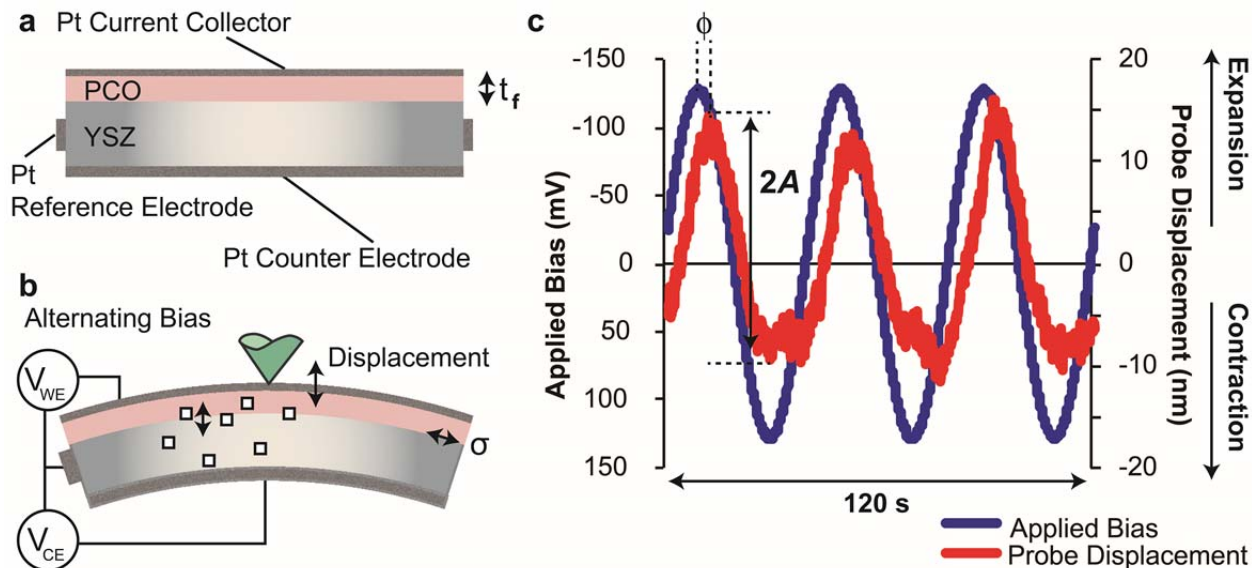 a
Pt Current Collector
PCO
t_f
YSZ
Pt
Reference Electrode
Pt Counter Electrode
b
Alternating Bias
V_WE
Displacement
σ
V_CE
c
ϕ
-150
-100
-50
0
50
100
150
Applied Bias (mV)
2A
20
10
0
-10
-20
Probe Displacement (nm)
Expansion
Contraction
120 s
Applied Bias
Probe Displacement